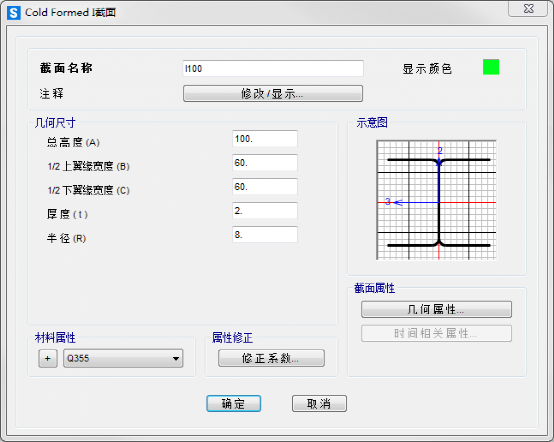 Cold Formed I截面
截面名称
I100
显示颜色
注释
修改/显示...
几何尺寸
总高度 (A)
100.
1/2 上翼缘宽度 (B)
60.
1/2 下翼缘宽度 (C)
60.
厚度 ( t )
2.
半径 (R)
8.
示意图
2
3
截面属性
几何属性...
时间相关属性...
材料属性
+
Q355
属性修正
修正系数...
确定
取消